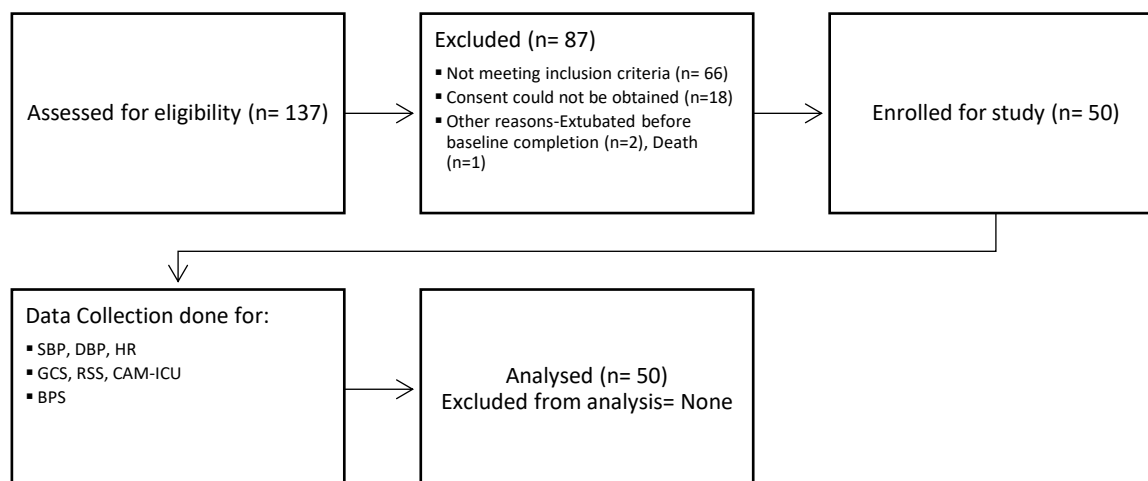 Assessed for eligibility (n= 137)
Excluded (n= 87)
▪ Not meeting inclusion criteria (n= 66)
▪ Consent could not be obtained (n=18)
▪ Other reasons-Extubated before
baseline completion (n=2), Death
(n=1)
Enrolled for study (n= 50)
Data Collection done for:
▪ SBP, DBP, HR
▪ GCS, RSS, CAM-ICU
▪ BPS
Analysed (n= 50)
Excluded from analysis= None